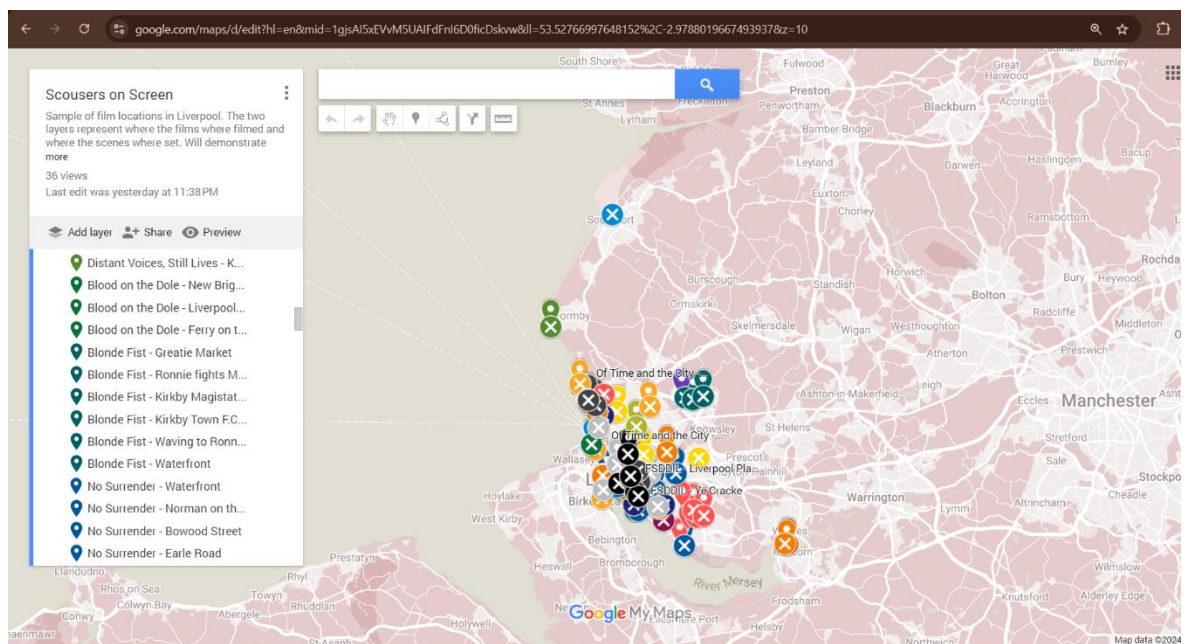 google.com/maps/d/edit?hl=en&mid=1gjsAI5xEVvM5UAIFdFnI6D0ficDskvw&ll=53.52766997648152%2C-2.9788019667493937&z=10
Scousers on Screen
Sample of film locations in Liverpool. The two
layers represent where the films where filmed and
where the scenes where set. Will demonstrate
more
36 views
Last edit was yesterday at 11:38 PM
Add layer Share Preview
Distant Voices, Still Lives - K...
Blood on the Dole - New Brig...
Blood on the Dole - Liverpool...
Blood on the Dole - Ferry on t...
Blonde Fist - Greatie Market
Blonde Fist - Ronnie fights M...
Blonde Fist - Kirkby Magistat...
Blonde Fist - Kirkby Town F.C...
Blonde Fist - Waving to Ronn...
Blonde Fist - Waterfront
No Surrender - Waterfront
No Surrender - Norman on th...
No Surrender - Bowood Street
No Surrender - Earle Road
South Shore
Fulwood
Great
Harwood
Burnley
Preston
St Annes
Freckleton
Penwortham
Blackburn
Accrington
Lytham
Bamber Bridge
Leyland
Darwen
Haslingden
Bacup
Euxton
Chorley
Ramsbottom
Burscough
Standish
Horwich
Rochda
Bury
Heywood
Bolton
Ormskirk
Radcliffe
Skelmersdale
Wigan
Westhoughton
Middleton
Atherton
Prestwich
Of Time and the City
Leigh
Ashton-in-Makerfield
Eccles
Manchester
Asht
Of Time and the City -...
Knowsley
St Helens
Stretford
Prescot
Sale
FSDDIL - Liverpool Pla...
Rainhill
Stockpo
FSDDIL - Ye Cracke
Hoylake
Warrington
Altrincham
Cheadle
West Kirby
Lymm
Bebington
Prestatyn
Heswall
Bromborough
Wilmslow
Llandudno
Rhyl
River Mersey
Rhos on Sea
Towyn
Colwyn Bay
Abergele
Rhuddlan
Conwy
Holywell
Google My Maps
Frodsham
Knutsford
Alderley Edge
Helsby
Northwich
St Asaph
Map data ©2024